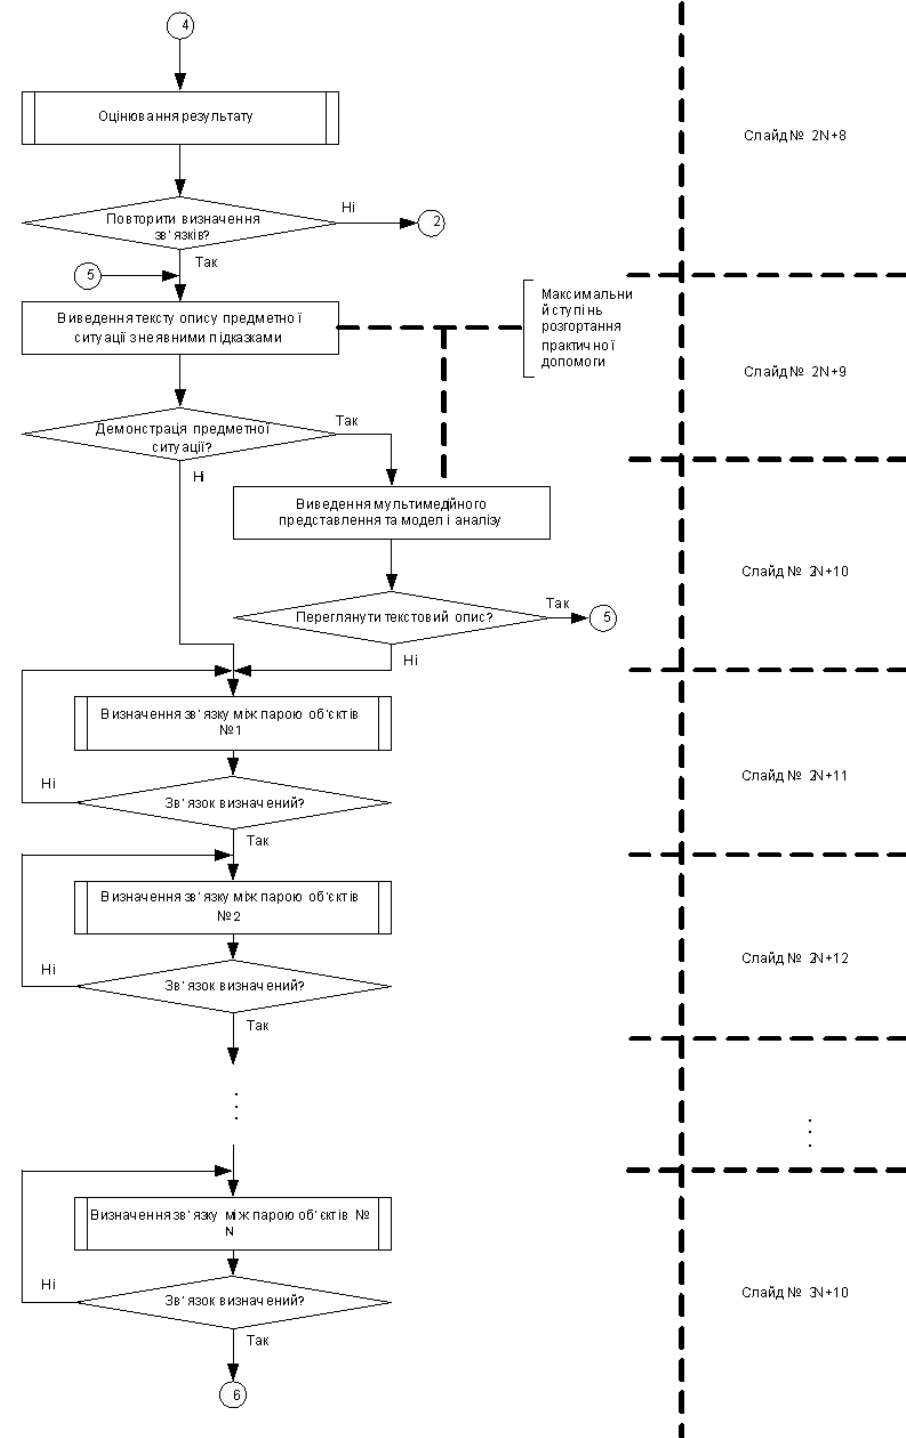 4
Оцінювання результату
Слайд № 2N+8
Повторити визначення
зв'язків?
Ні
2
Так
5
Виведення тексту опису предметної
ситуації з неявними підказками
Максимальни
й ступінь
розгортання
практичної
допомоги
Слайд № 2N+9
Демонстрація предметної
ситуації?
Так
Ні
Виведення мультимедійного
представлення та моделі аналізу
Слайд № 2N+10
Переглянути текстовий опис?
Так
5
Ні
Визначення зв'язку між парою об'єктів
№1
Слайд № 2N+11
Ні
Зв'язок визначений?
Так
Визначення зв'язку між парою об'єктів
№2
Слайд № 2N+12
Ні
Зв'язок визначений?
Так
...
...
Визначення зв'язку між парою об'єктів №
N
Ні
Зв'язок визначений?
Слайд № 3N+10
Так
6